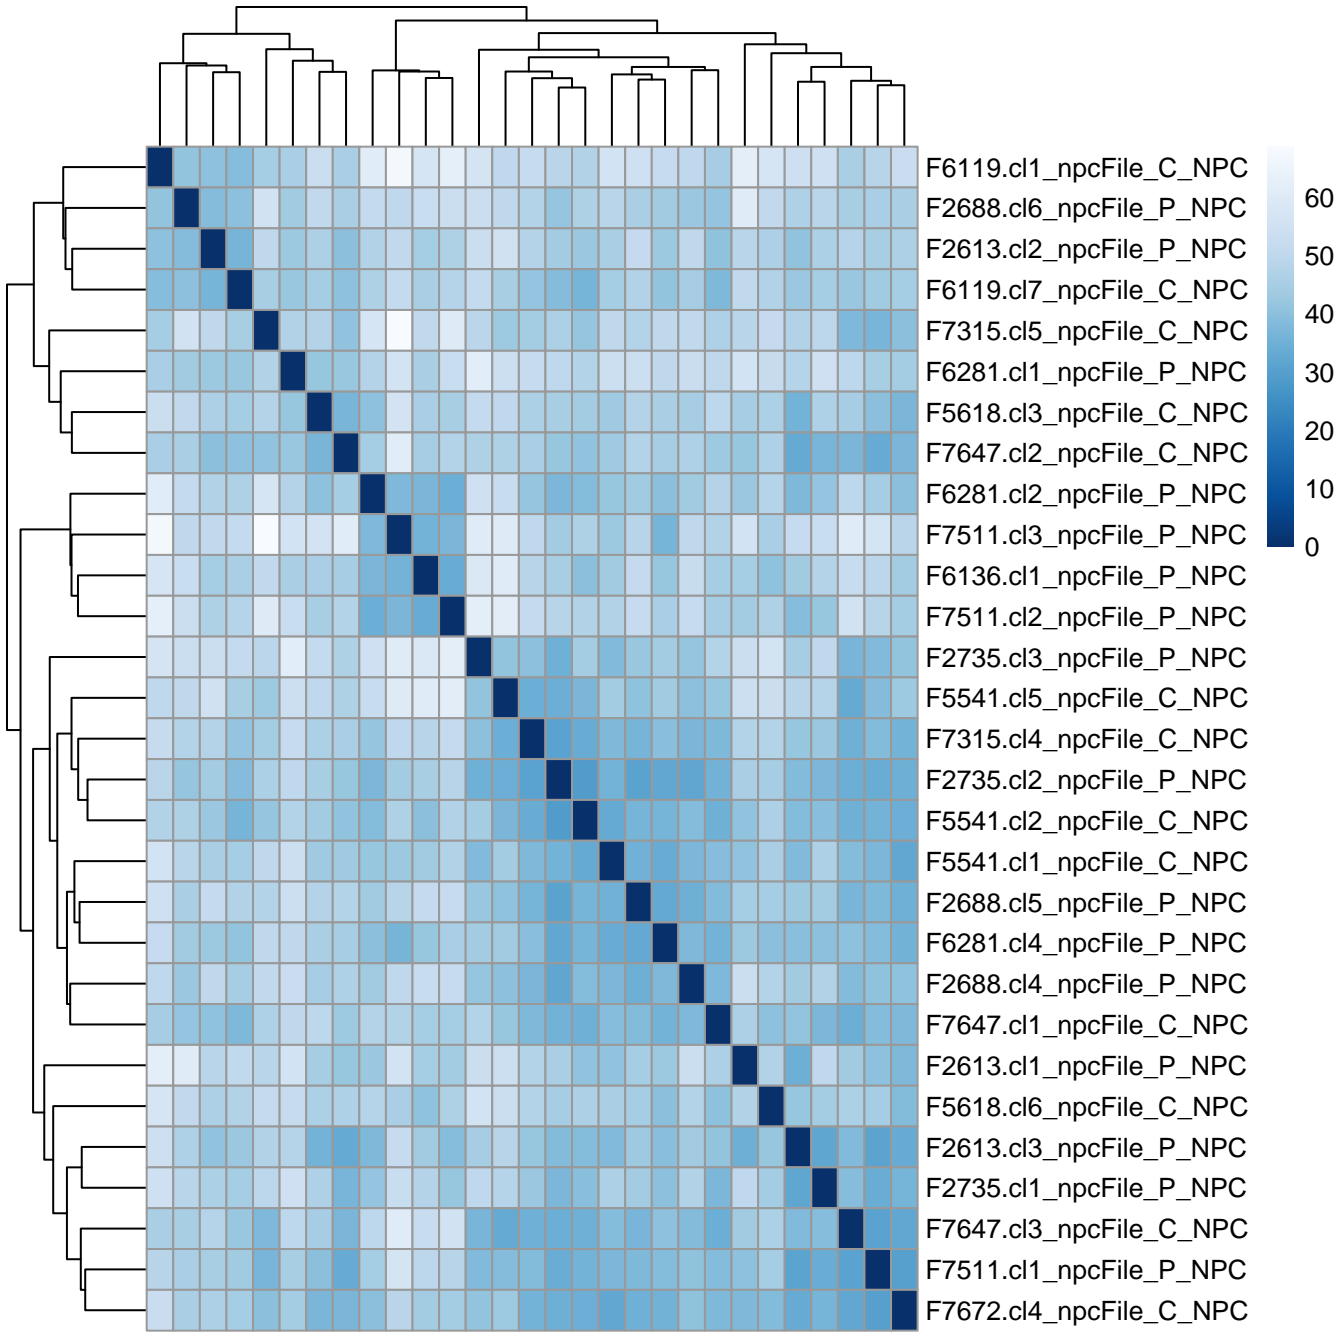 F6119.cl1_npcFile_C_NPC
F2688.cl6_npcFile_P_NPC
F2613.cl2_npcFile_P_NPC
F6119.cl7_npcFile_C_NPC
F7315.cl5_npcFile_C_NPC
F6281.cl1_npcFile_P_NPC
F5618.cl3_npcFile_C_NPC
F7647.cl2_npcFile_C_NPC
F6281.cl2_npcFile_P_NPC
F7511.cl3_npcFile_P_NPC
F6136.cl1_npcFile_P_NPC
F7511.cl2_npcFile_P_NPC
F2735.cl3_npcFile_P_NPC
F5541.cl5_npcFile_C_NPC
F7315.cl4_npcFile_C_NPC
F2735.cl2_npcFile_P_NPC
F5541.cl2_npcFile_C_NPC
F5541.cl1_npcFile_C_NPC
F2688.cl5_npcFile_P_NPC
F6281.cl4_npcFile_P_NPC
F2688.cl4_npcFile_P_NPC
F7647.cl1_npcFile_C_NPC
F2613.cl1_npcFile_P_NPC
F5618.cl6_npcFile_C_NPC
F2613.cl3_npcFile_P_NPC
F2735.cl1_npcFile_P_NPC
F7647.cl3_npcFile_C_NPC
F7511.cl1_npcFile_P_NPC
F7672.cl4_npcFile_C_NPC
60
50
40
30
20
10
0